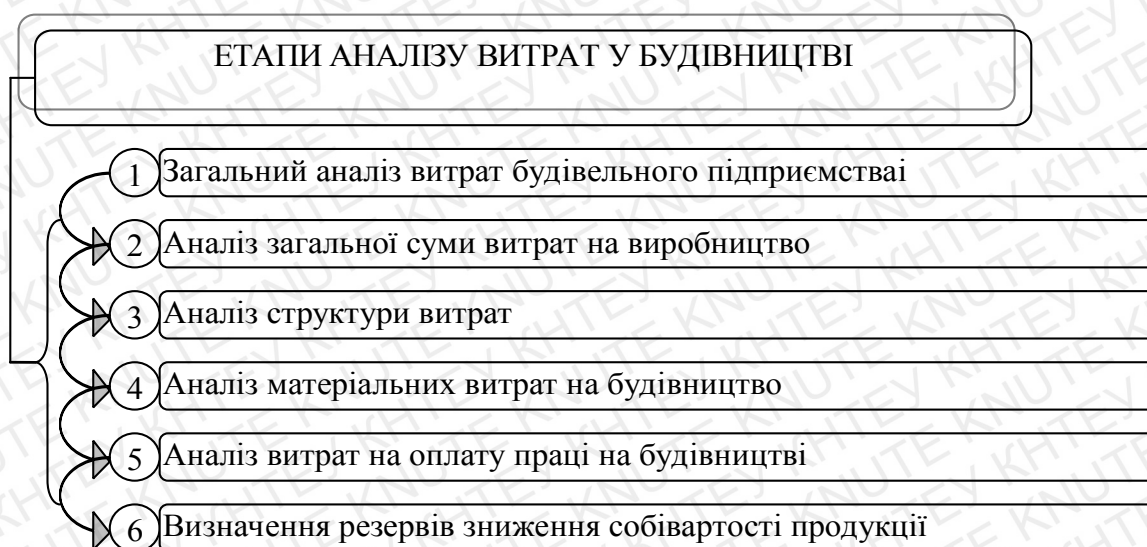 ЕТАПИ АНАЛІЗУ ВИТРАТ У БУДІВНИЦТВІ
1 Загальний аналіз витрат будівельного підприємстваі
2 Аналіз загальної суми витрат на виробництво
3 Аналіз структури витрат
4 Аналіз матеріальних витрат на будівництво
5 Аналіз витрат на оплату праці на будівництві
6 Визначення резервів зниження собівартості продукції